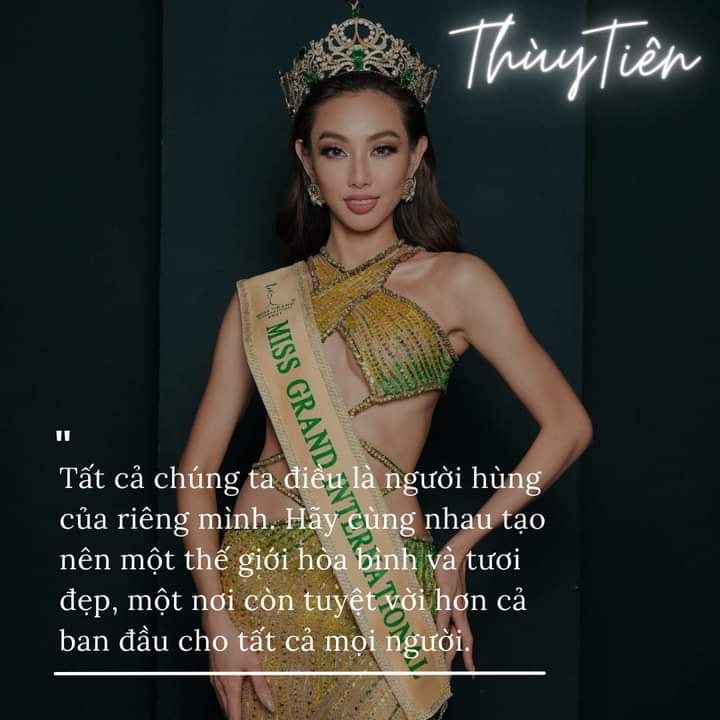 Thùy Tiên
MISS GRAND INTERNATIONAL
"
Tất cả chúng ta điều là người hùng
của riêng mình. Hãy cùng nhau tạo
nên một thế giới hòa bình và tươi
đẹp, một nơi còn tuyệt vời hơn cả
ban đầu cho tất cả mọi người.